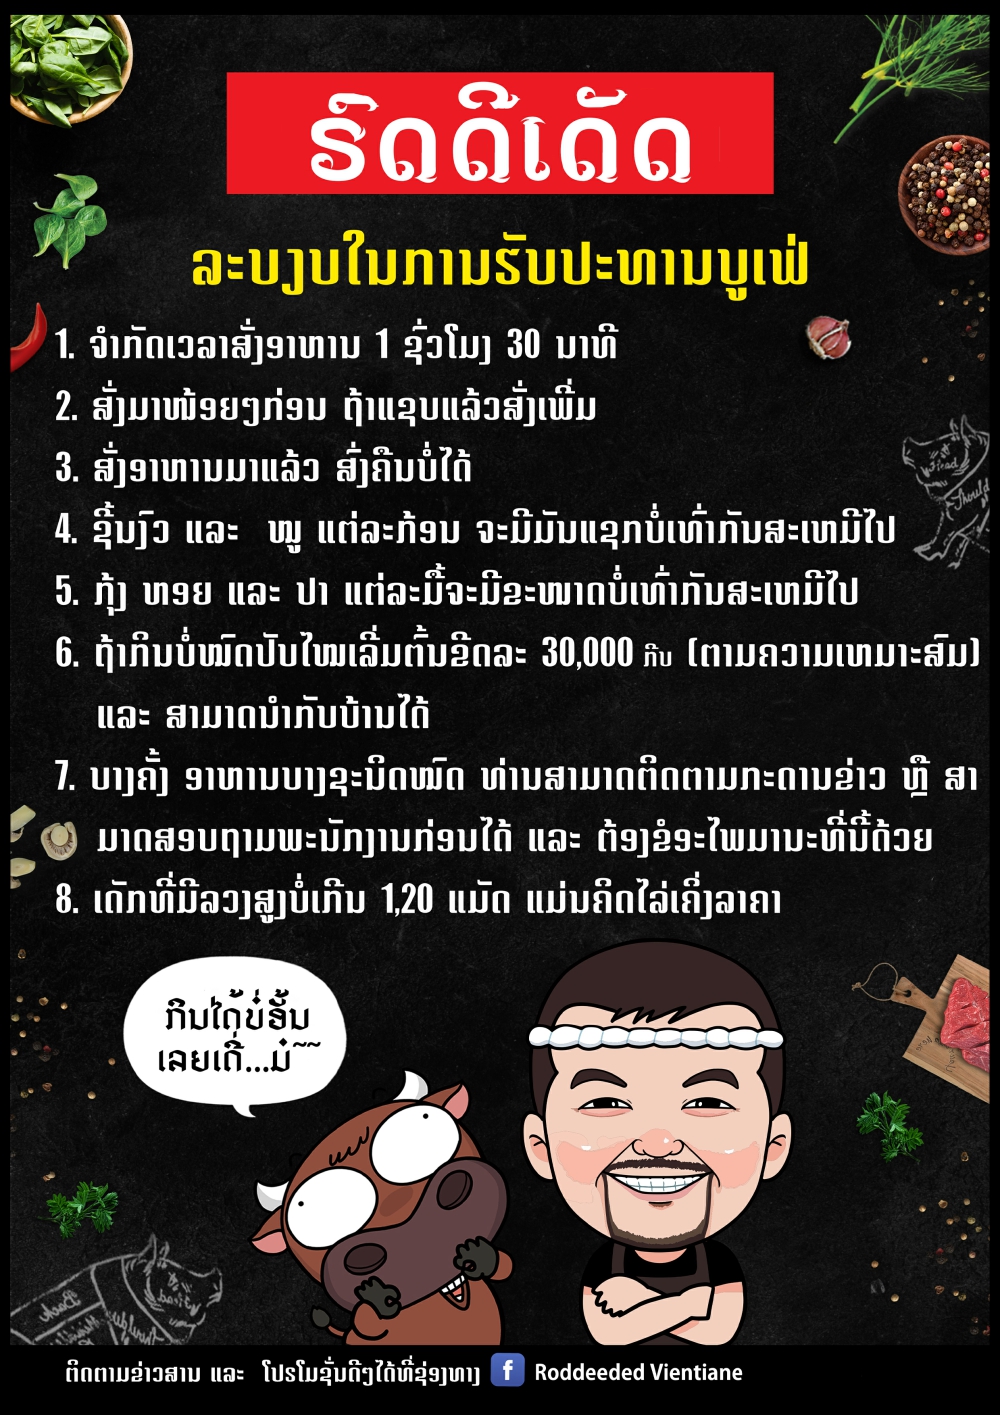 ຣົດດີເດັດ
ລະບຽບໃນການຮັບປະທານບູເຟ່
1. ຈຳກັດເວລາສັ່ງອາຫານ 1 ຊົ່ວໂມງ 30 ນາທີ
2. ສັ່ງມາໜ້ອຍໆກ່ອນ ຖ້າແຊບແລ້ວສັ່ງເພີ່ມ
3. ສັ່ງອາຫານມາແລ້ວ ສົ່ງຄືນບໍ່ໄດ້
4. ຊີ້ນງົວ ແລະ ໝູ ແຕ່ລະກ້ອນ ຈະມີມັນແຊກບໍ່ເທົ່າກັນສະເຫມີໄປ
5. ກຸ້ງ ຫອຍ ແລະ ປາ ແຕ່ລະມື້ຈະມີຂະໜາດບໍ່ເທົ່າກັນສະເຫມີໄປ
6. ຖ້າກິນບໍ່ໝົດປັບໄໝເລີ່ມຕົ້ນຂີດລະ 30,000 ກີບ (ຕາມຄວາມເຫມາະສົມ)
ແລະ ສາມາດນຳກັບບ້ານໄດ້
7. ບາງຄັ້ງ ອາຫານບາງຊະນິດໝົດ ທ່ານສາມາດຕິດຕາມກະດານຂ່າວ ຫຼື ສາ
ມາດສອບຖາມພະນັກງານກ່ອນໄດ້ ແລະ ຕ້ອງຂໍອະໄພມານະທີ່ນີ້ດ້ວຍ
8. ເດັກທີ່ມີລວງສູງບໍ່ເກີນ 1,20 ແມັດ ແມ່ນຄິດໄລ່ເຄິ່ງລາຄາ
ກິນໄດ້ບໍ່ອັ້ນ
ເລຍເດີ່...ມ໋~~
ຕິດຕາມຂ່າວສານ ແລະ ໂປຣໂມຊັ່ນດີໆໄດ້ທີ່ຊ່ອງທາງ f Roddeeded Vientiane